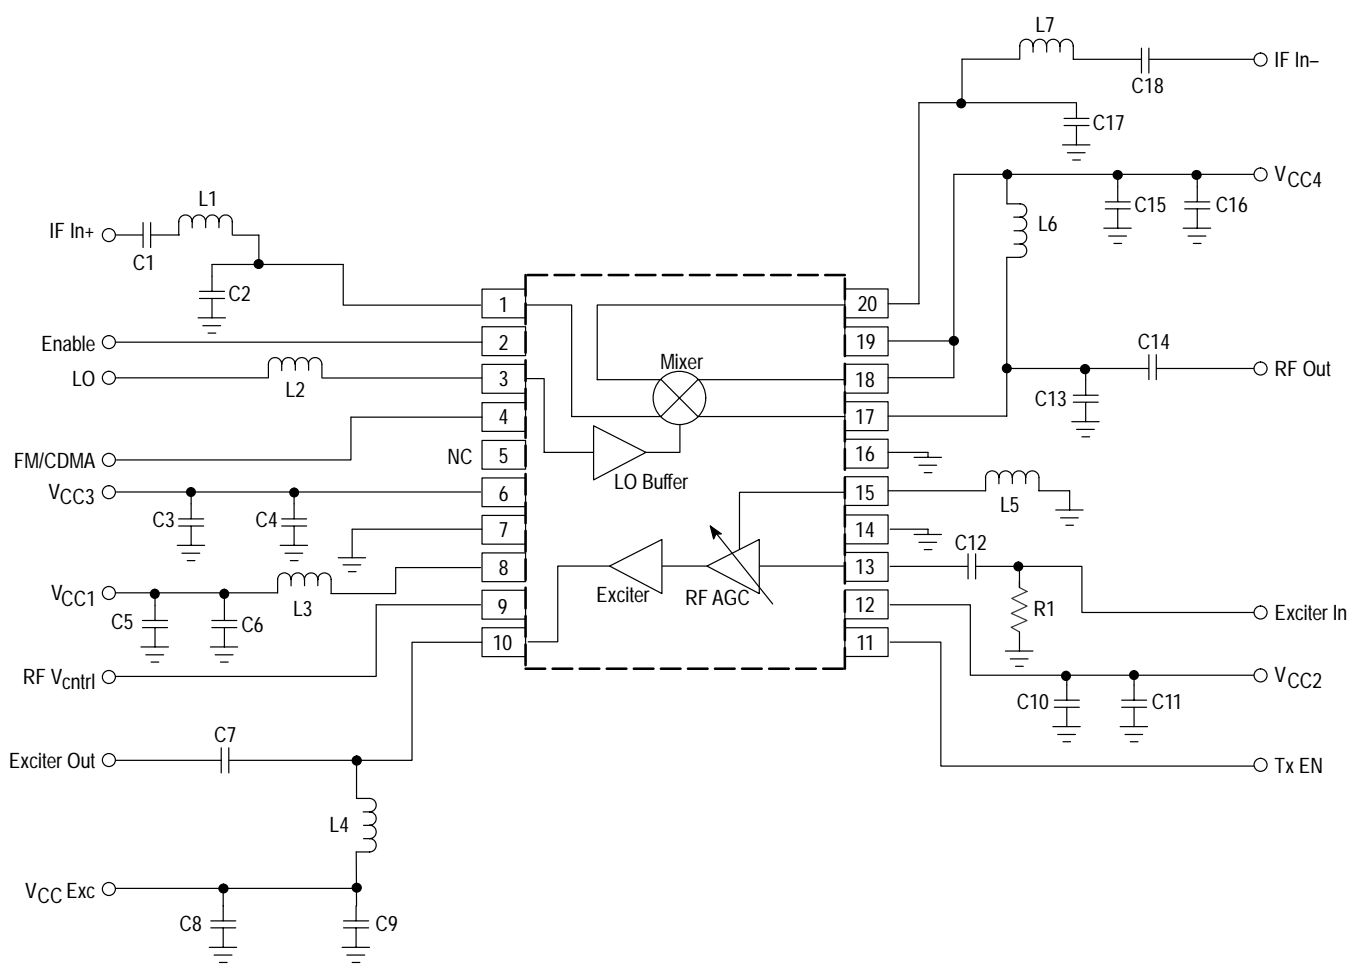 L7
IF In–
C18
C17
VCC4
L1
C15
C16
IF In+
L6
C1
C2
1
20
Enable
2
19
C14
Mixer
LO
L2
3
18
RF Out
C13
4
17
FM/CDMA
NC
5
16
LO Buffer
VCC3
6
15
L5
C3
C4
7
14
C12
8
13
VCC1
L3
Exciter
RF AGC
C5
C6
9
12
R1
Exciter In
10
11
RF Vcntrl
VCC2
C10
C11
C7
Exciter Out
Tx EN
L4
VCC Exc
C8
C9